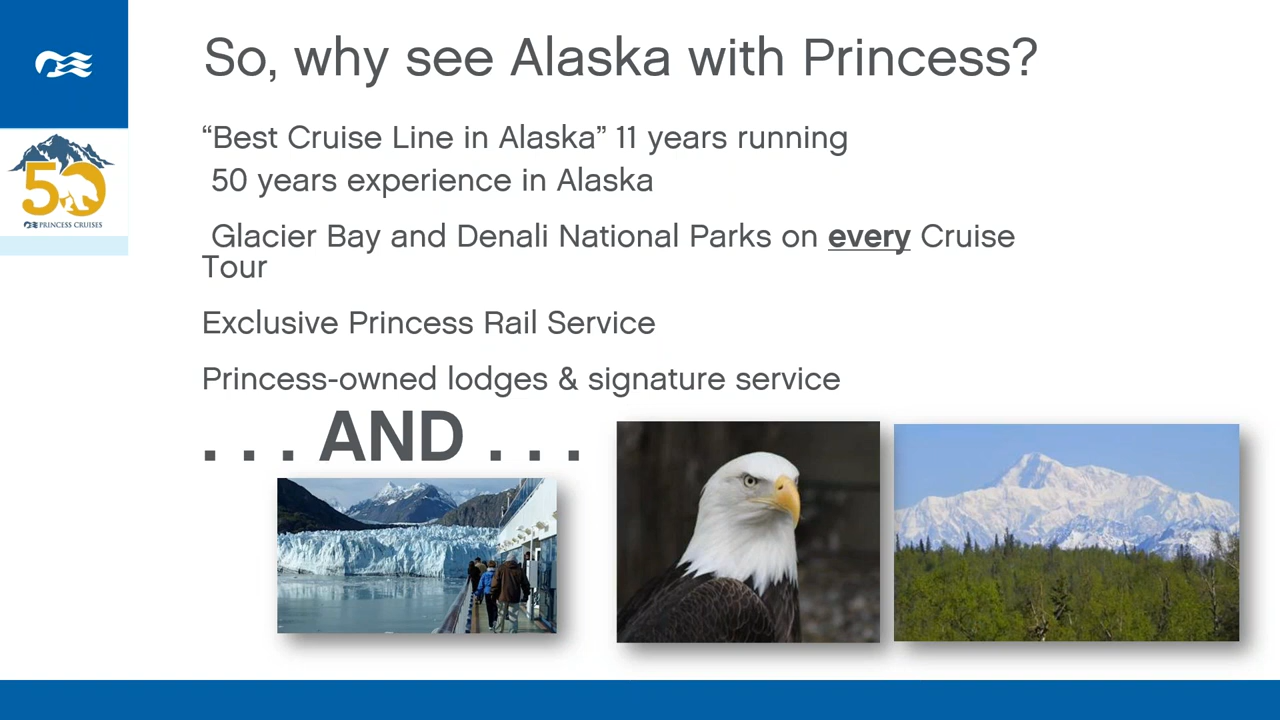 So, why see Alaska with Princess?
“Best Cruise Line in Alaska” 11 years running
50 years experience in Alaska
Glacier Bay and Denali National Parks on every Cruise
Tour
Exclusive Princess Rail Service
Princess-owned lodges & signature service
. . . AND . . .
50
PRINCESS CRUISES